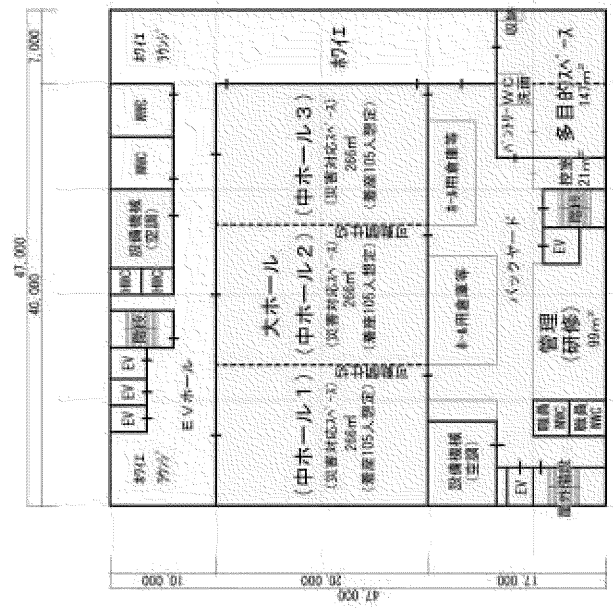 47,000
7,000
40,000
ホワイエ
ラウンジ
WC
WC
設備機械
(空調)
HWC
HWC
階段
EV
EV
EV
EVホール
ホワイエ
ラウンジ
ホワイエ
大ホール
(中ホール3)
(災害対応スペース)
266㎡
(着座105人想定)
可動間仕切
(中ホール2)
(災害対応スペース)
266㎡
(着座105人想定)
可動間仕切
(中ホール1)
(災害対応スペース)
266㎡
(着座105人想定)
ホール用倉庫等
ホール用倉庫等
設備機械
(空調)
バックヤード
収納
パントリー
WC
洗面
多目的スペース
147m²
控室
21m²
階段
EV
管理
(研修)
99m²
職員
WC
職員
WC
EV
屋外階段
10,000
20,000
17,000
47,000